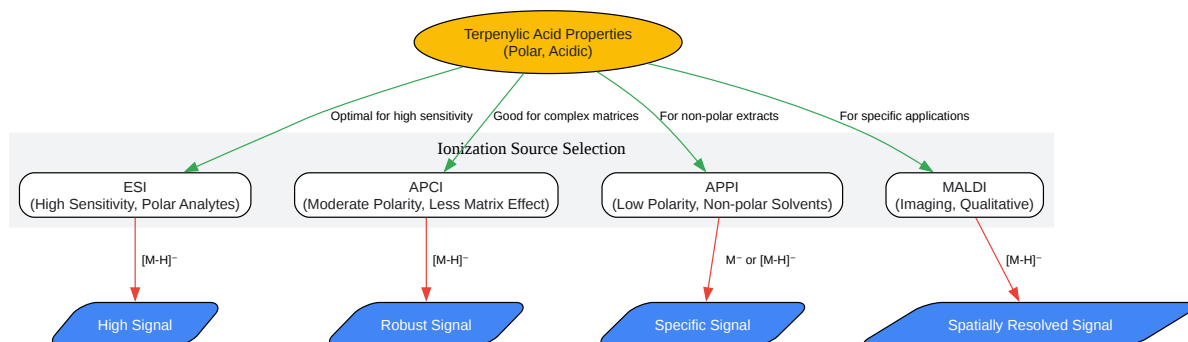 Terpenylic Acid Properties
(Polar, Acidic)
Optimal for high sensitivity
Good for complex matrices
For non-polar extracts
For specific applications
Ionization Source Selection
ESI
(High Sensitivity, Polar Analytes)
APCI
(Moderate Polarity, Less Matrix Effect)
APPI
(Low Polarity, Non-polar Solvents)
MALDI
(Imaging, Qualitative)
[M-H]⁻
[M-H]⁻
M⁻ or [M-H]⁻
[M-H]⁻
High Signal
Robust Signal
Specific Signal
Spatially Resolved Signal